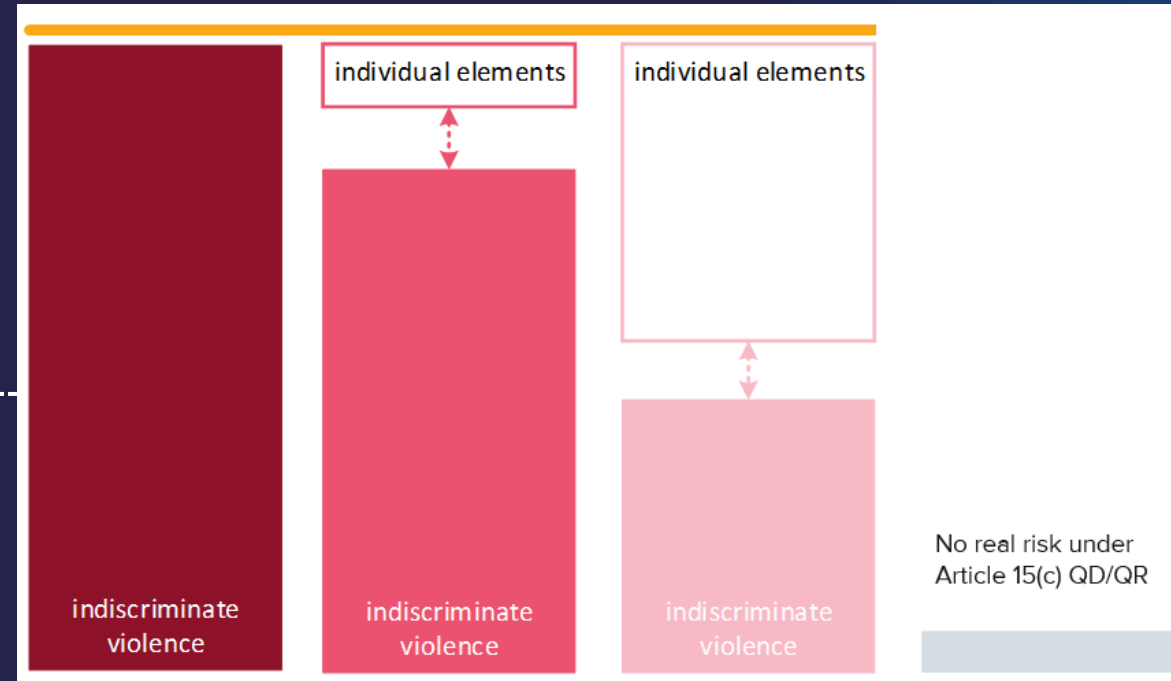 individual elements
individual elements
indiscriminate
violence
indiscriminate
violence
indiscriminate
violence
No real risk under
Article 15(c) QD/QR